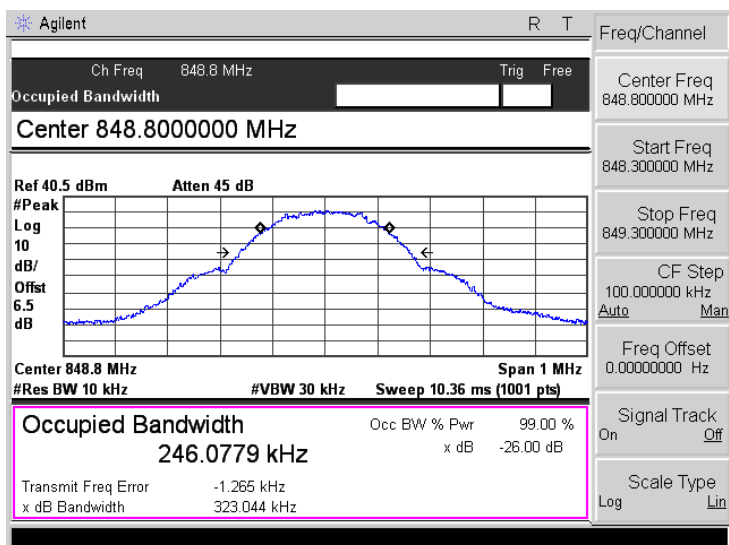 Agilent
R T
Ch Freq 848.8 MHz Trig Free
Occupied Bandwidth
Center 848.8000000 MHz
Ref 40.5 dBm Atten 45 dB
#Peak
Log
10
dB/
Offst
6.5
dB
Center 848.8 MHz Span 1 MHz
#Res BW 10 kHz #VBW 30 kHz Sweep 10.36 ms (1001 pts)
Occupied Bandwidth
246.0779 kHz
Occ BW % Pwr 99.00 %
x dB -26.00 dB
Transmit Freq Error -1.265 kHz
x dB Bandwidth 323.044 kHz
Freq/Channel
Center Freq
848.800000 MHz
Start Freq
848.300000 MHz
Stop Freq
849.300000 MHz
CF Step
100.000000 kHz
Auto Man
Freq Offset
0.00000000 Hz
Signal Track
On Off
Scale Type
Log Lin